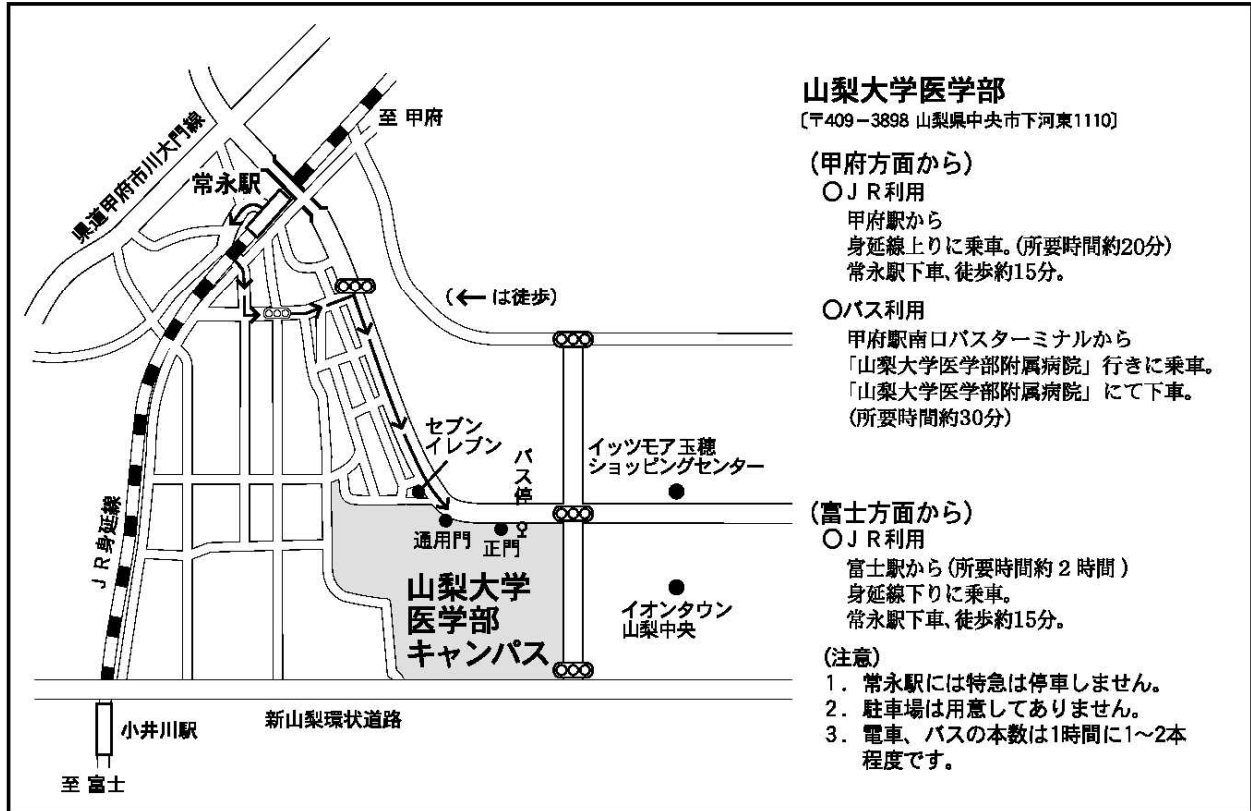 至 甲府
県道甲府市川大門線
常永駅
(← は徒歩)
セブン
イレブン
バス停
イッツモア玉穂
ショッピングセンター
通用門
正門
JR身延線
山梨大学
医学部
キャンパス
イオンタウン
山梨中央
小井川駅
新山梨環状道路
至 富士
山梨大学医学部
〔〒409−3898 山梨県中央市下河東1110〕
(甲府方面から)
○JR利用
甲府駅から
身延線上りに乗車。(所要時間約20分)
常永駅下車、徒歩約15分。
○バス利用
甲府駅南口バスターミナルから
「山梨大学医学部附属病院」行きに乗車。
「山梨大学医学部附属病院」にて下車。
(所要時間約30分)
(富士方面から)
○JR利用
富士駅から(所要時間約2時間)
身延線下りに乗車。
常永駅下車、徒歩約15分。
(注意)
1. 常永駅には特急は停車しません。
2. 駐車場は用意してありません。
3. 電車、バスの本数は1時間に1〜2本
程度です。